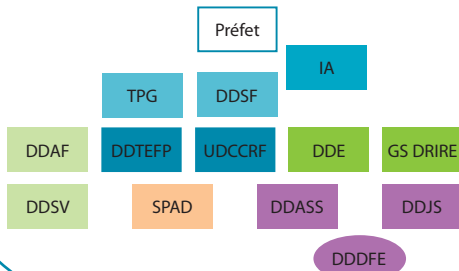 Préfet
IA
TPG DDSF
DDAF DDTEFP UDCCRF DDE GS DRIRE
DDSV SPAD DDASS DDJS
DDDFE